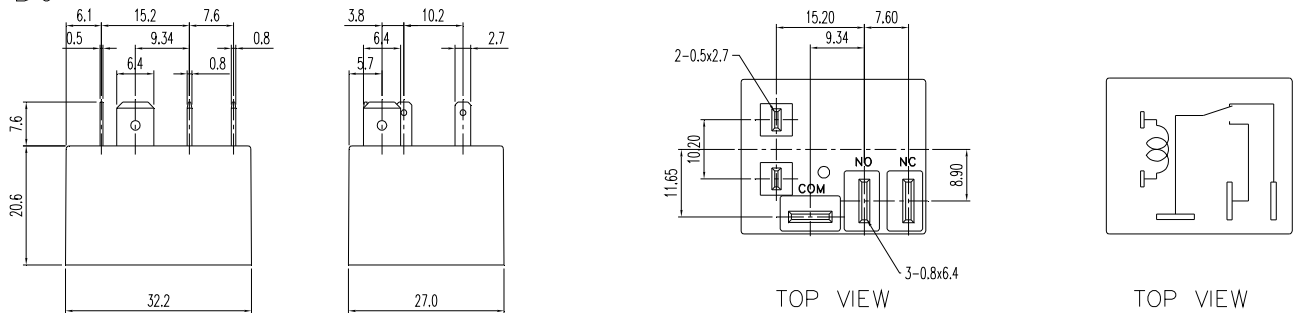 6.1 15.2 7.6
0.5 9.34 0.8
6.4 0.8
7.6
20.6
32.2
3.8 10.2
6.4 2.7
5.7
27.0
15.20 7.60
9.34
2-0.5x2.7
10.20
11.65
NO NC
COM
8.90
3-0.8x6.4
TOP VIEW
TOP VIEW